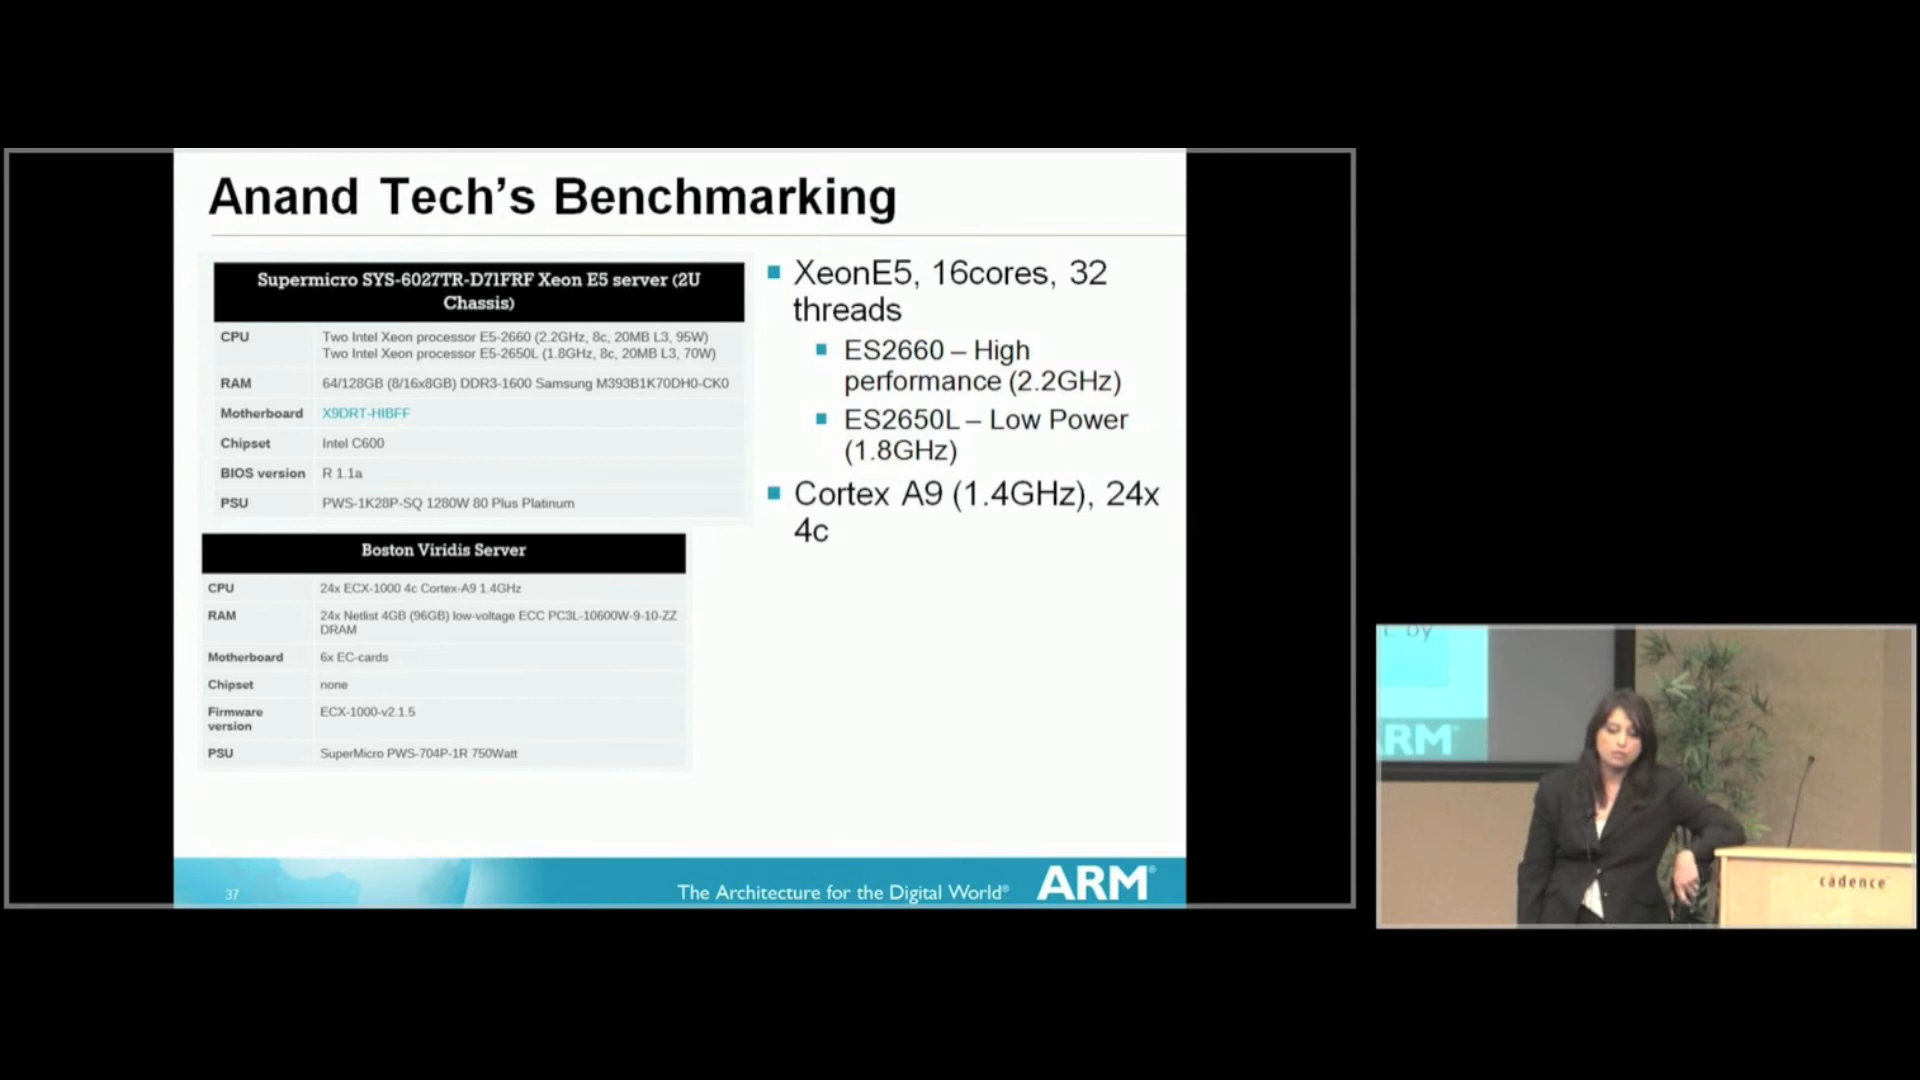 Anand Tech's Benchmarking
Supermicro SYS-6027TR-D71FRF Xeon E5 server (2U
Chassis)
CPU
Two Intel Xeon processor E5-2660 (2.2GHz, 8c, 20MB L3, 95W)
Two Intel Xeon processor E5-2650L (1.8GHz, 8c, 20MB L3, 70W)
RAM
64/128GB (8/16x8GB) DDR3-1600 Samsung M393B1K70DH0-CK0
Motherboard
X9DRT-HIBFF
Chipset
Intel C600
BIOS version
R 1.1a
PSU
PWS-1K28P-SQ 1280W 80 Plus Platinum
Boston Viridis Server
CPU
24x ECX-1000 4c Cortex-A9 1.4GHz
RAM
24x Netlist 4GB (96GB) low-voltage ECC PC3L-10600W-9-10-ZZ
DRAM
Motherboard
6x EC-cards
Chipset
none
Firmware
version
ECX-1000-v2.1.5
PSU
SuperMicro PWS-704P-1R 750Watt
XeonE5, 16cores, 32
threads
ES2660 – High
performance (2.2GHz)
ES2650L – Low Power
(1.8GHz)
Cortex A9 (1.4GHz), 24x
4c
37
The Architecture for the Digital World®
ARM®
by
ARM
cadence